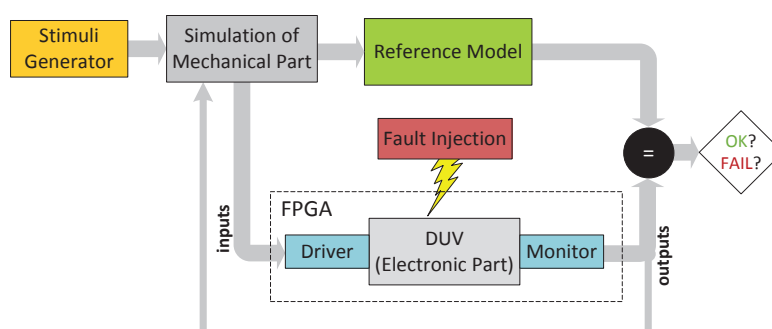 Stimuli
Generator
Simulation of
Mechanical Part
Reference Model
Fault Injection
=
OK?
FAIL?
FPGA
inputs
Driver
DUV
(Electronic Part)
Monitor
outputs